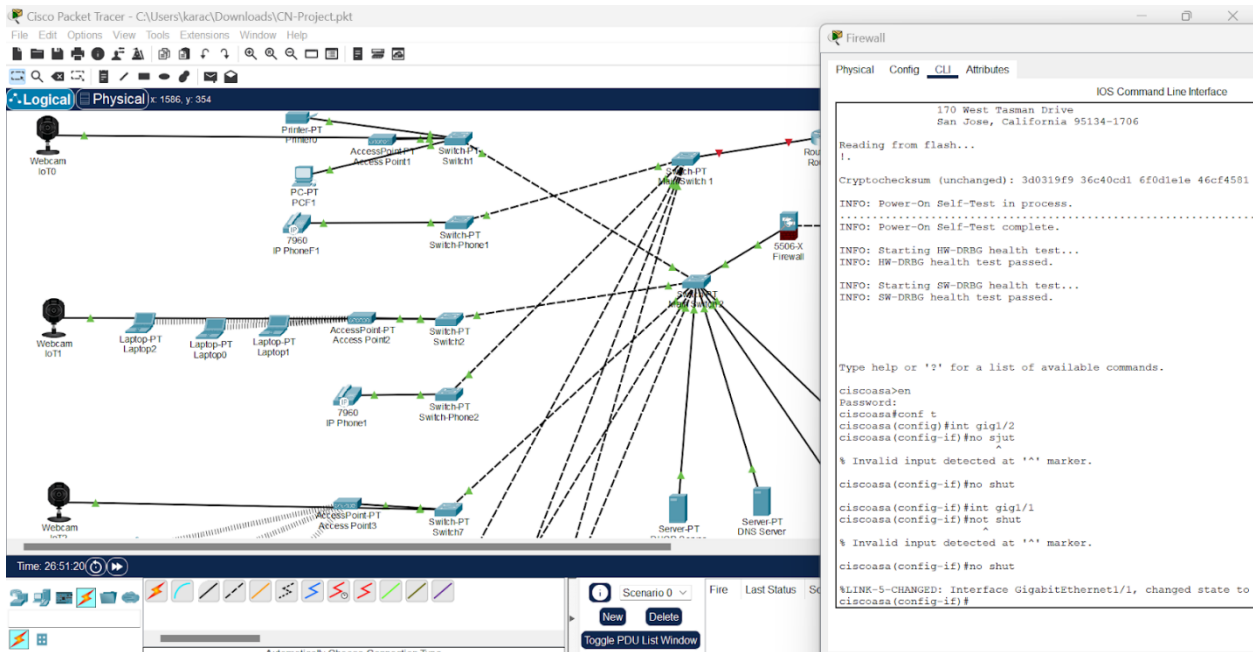 Cisco Packet Tracer - C:\Users\karac\Downloads\CN-Project.pkt
File Edit Options View Tools Extensions Window Help
Logical Physical x: 1586, y: 354
Webcam
IoT0
Printer-PT
Printer0
AccessPoint-PT
Access Point1
Switch-PT
Switch1
PC-PT
PCF1
7960
IP PhoneF1
Switch-PT
Switch-Phone1
Switch-PT
Main Switch 1
5506-X
Firewall
Webcam
IoT1
Laptop-PT
Laptop2
Laptop-PT
Laptop0
Laptop-PT
Laptop1
AccessPoint-PT
Access Point2
Switch-PT
Switch2
IP
7960
IP Phone1
Switch-PT
Switch-Phone2
Webcam
AccessPoint-PT
Access Point3
Switch-PT
Switch7
Server-PT
Server-PT
DNS Server
Time: 26:51:20
Scenario 0
New Delete
Toggle PDU List Window
Fire Last Status
Automatically Choose Connection Type
Firewall
Physical Config CLI Attributes
IOS Command Line Interface
170 West Tasman Drive
San Jose, California 95134-1706
Reading from flash...
!.
Cryptochecksum (unchanged): 3d0319f9 36c40cd1 6f0d1e1e 46cf4581
INFO: Power-On Self-Test in process.
.......................................................................
INFO: Power-On Self-Test complete.
INFO: Starting HW-DRBG health test...
INFO: HW-DRBG health test passed.
INFO: Starting SW-DRBG health test...
INFO: SW-DRBG health test passed.
Type help or '?' for a list of available commands.
ciscoasa>en
Password:
ciscoasa#conf t
ciscoasa(config)#int gig1/2
ciscoasa(config-if)#no sjut
^
% Invalid input detected at '^' marker.
ciscoasa(config-if)#no shut
ciscoasa(config-if)#int gig1/1
ciscoasa(config-if)#not shut
^
% Invalid input detected at '^' marker.
ciscoasa(config-if)#no shut
%LINK-5-CHANGED: Interface GigabitEthernet1/1, changed state to
ciscoasa(config-if)#